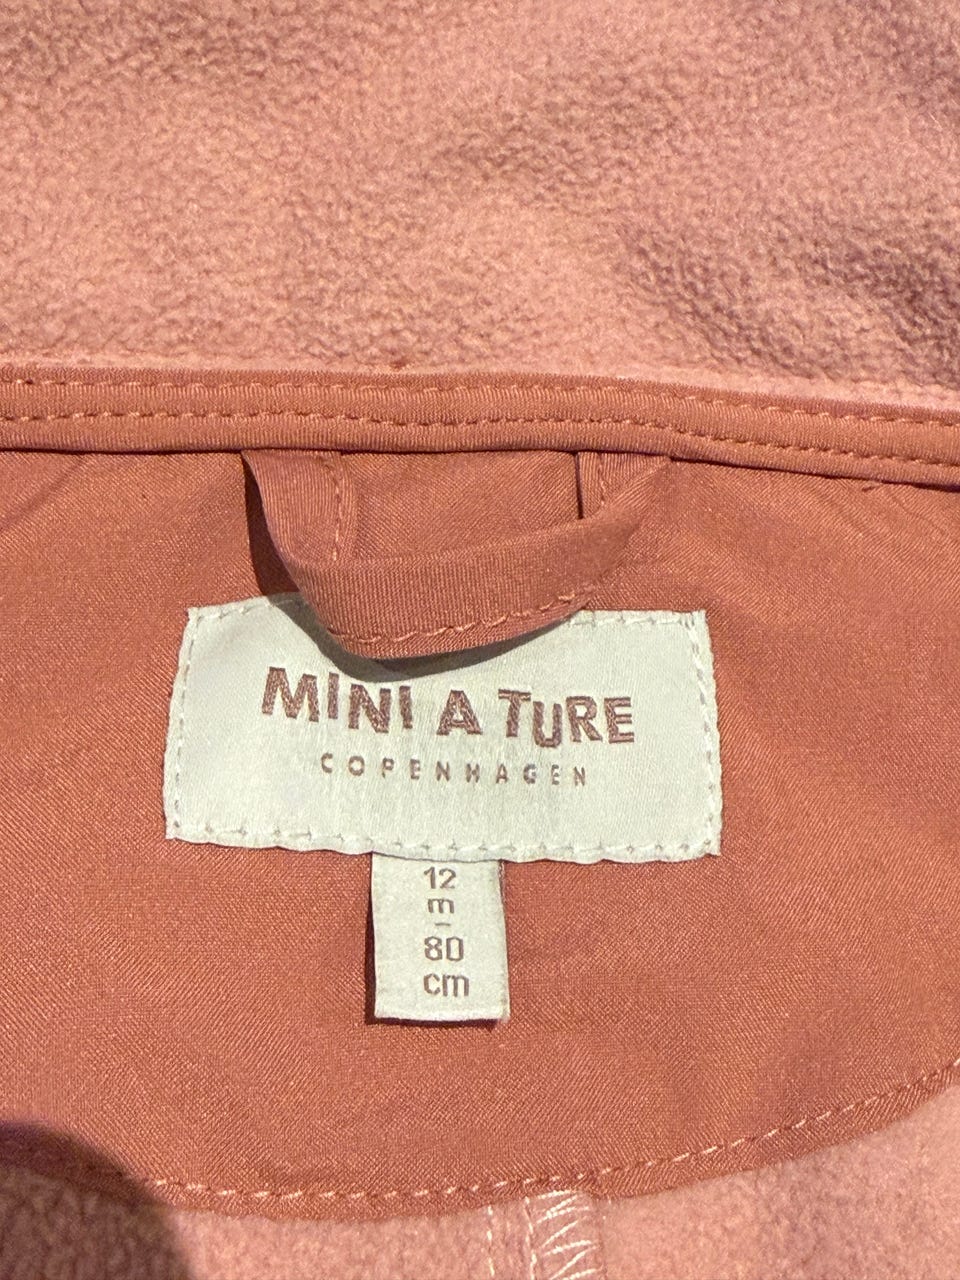 MINI A TURE
COPENHAGEN
12
m
-
80
cm